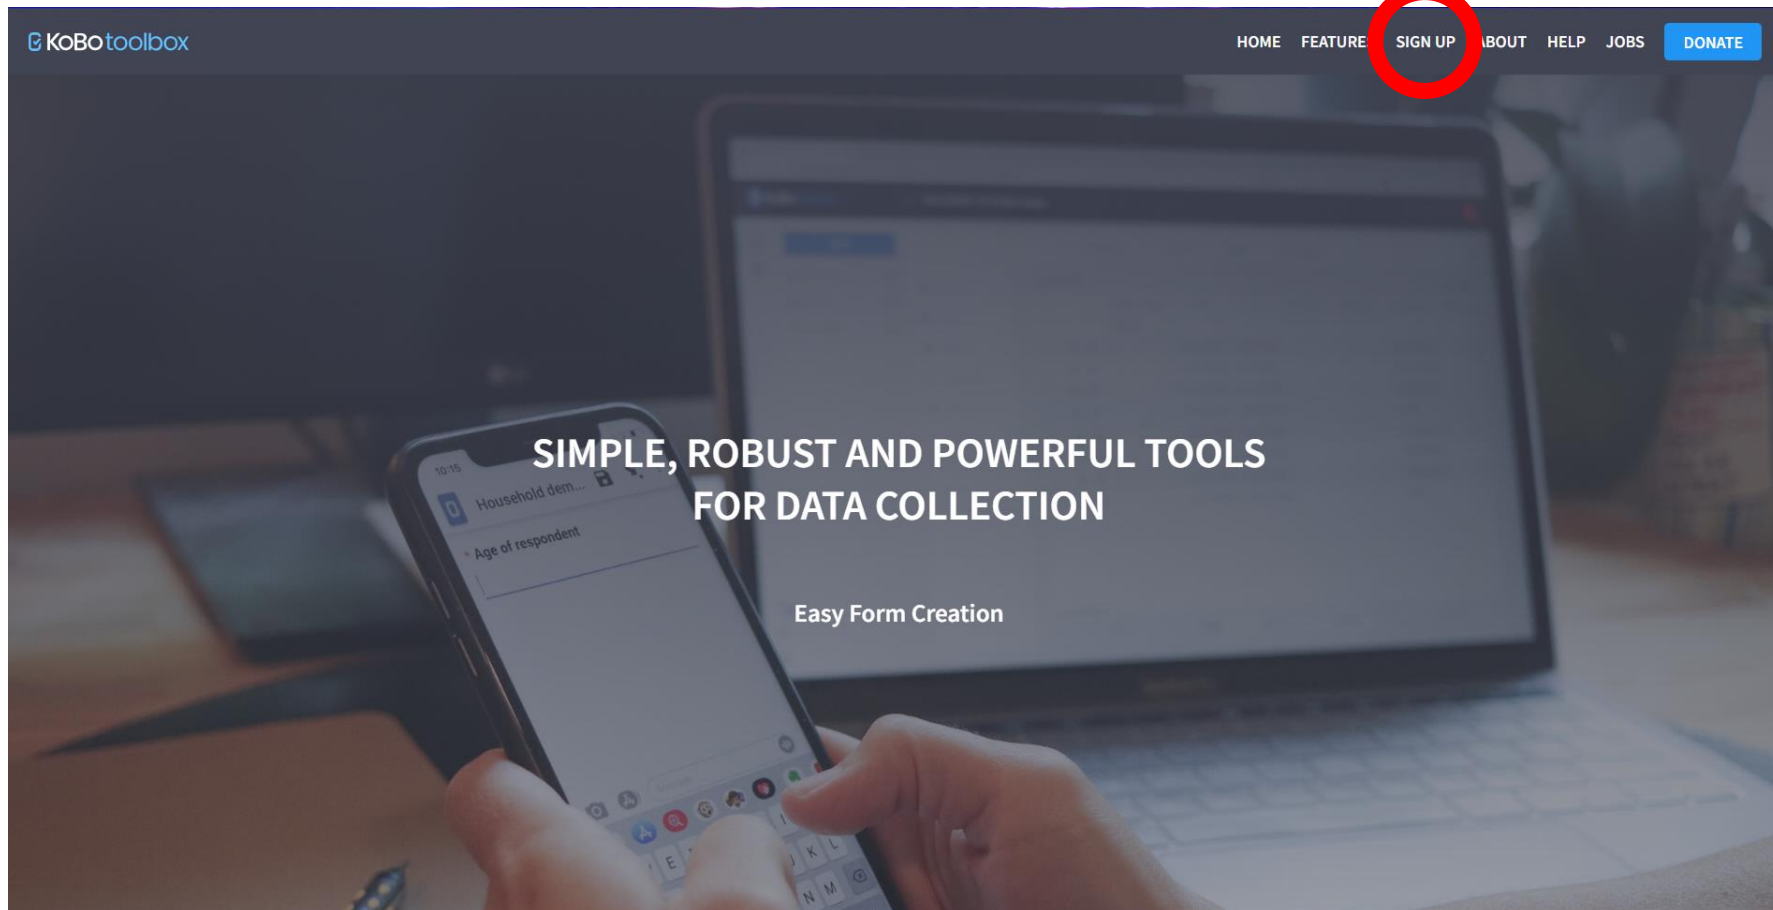 KoBotoolbox
HOME FEATURE SIGN UP ABOUT HELP JOBS DONATE
SIMPLE, ROBUST AND POWERFUL TOOLS
FOR DATA COLLECTION
Easy Form Creation
10:15
Household dem...
* Age of respondent
E
J K L
N M